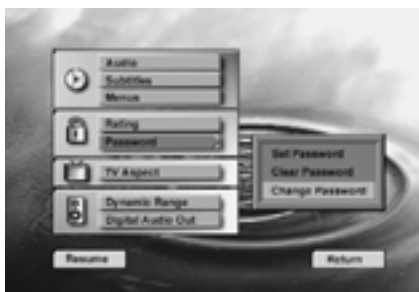 Audio
Subtitles
Menus
Rating
Password
Set Password
Clear Password
Change Password
TV Aspect
Dynamic Range
Digital Audio Out
Resume
Return